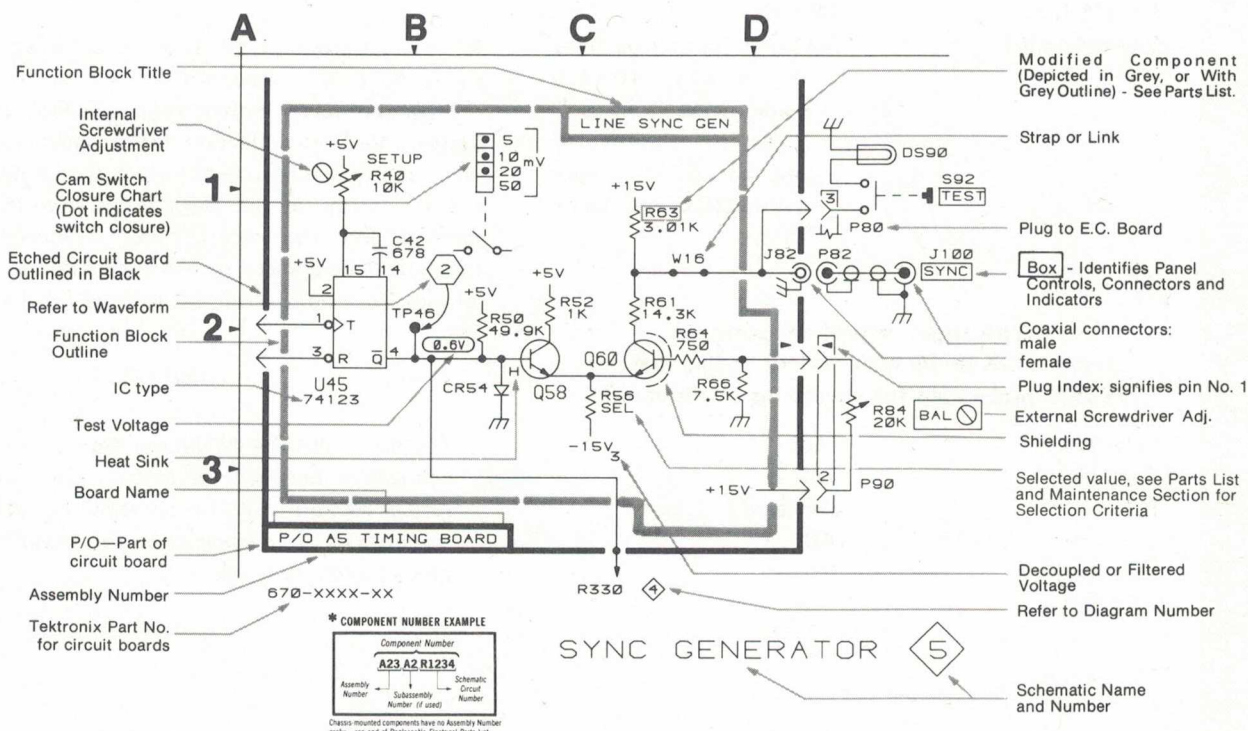 A B C D
Function Block Title
Internal
Screwdriver
Adjustment
Cam Switch
Closure Chart
(Dot indicates
switch closure)
Etched Circuit Board
Outlined in Black
Refer to Waveform
Function Block
Outline
IC type
Test Voltage
Heat Sink
Board Name
P/O—Part of
circuit board
Assembly Number
Tektronix Part No.
for circuit boards
1
2
3
LINE SYNC GEN
+5V
SETUP
R40
10K
5
10
20
50
mV
C42
678
+5V
15 14
2
1
T
3
R
Q
4
U45
74123
2
TP46
0.6V
+5V
R50
49.9K
CR54
H
+5V
R52
1K
Q58
Q60
R56
SEL
-15V
3
+15V
R63
3.01K
W16
R61
14.3K
R64
750
R66
7.5K
+15V
DS90
S92
TEST
3
P80
J82
P82
J100
SYNC
1
R84
20K
BAL
2
P90
P/O A5 TIMING BOARD
670-XXXX-XX
R330
4
SYNC GENERATOR 5
Modified Component
(Depicted in Grey, or With
Grey Outline) - See Parts List.
Strap or Link
Plug to E.C. Board
Box - Identifies Panel
Controls, Connectors and
Indicators
Coaxial connectors:
male
female
Plug Index; signifies pin No. 1
External Screwdriver Adj.
Shielding
Selected value, see Parts List
and Maintenance Section for
Selection Criteria
Decoupled or Filtered
Voltage
Refer to Diagram Number
Schematic Name
and Number
* COMPONENT NUMBER EXAMPLE
Component Number
A23 A2 R1234
Assembly
Number
Subassembly
Number (if used)
Schematic
Circuit
Number
Chassis-mounted components have no Assembly Number